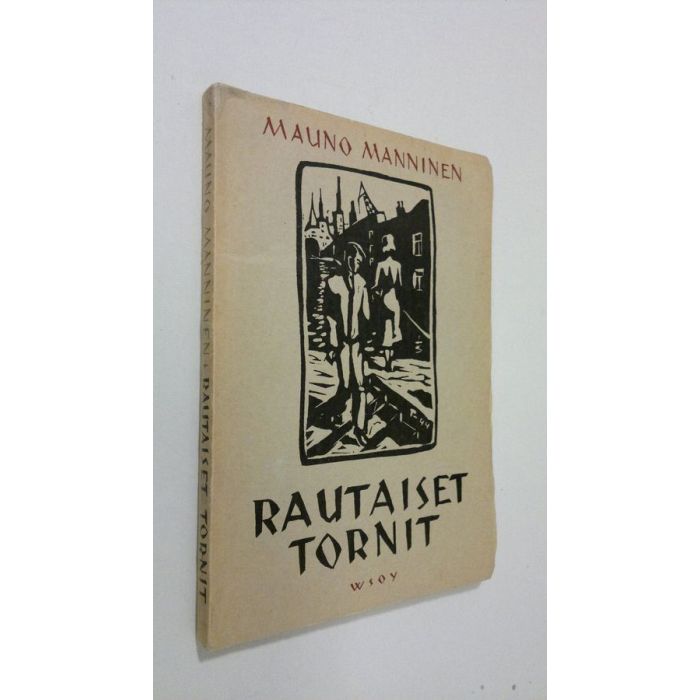 MAUNO MANNINEN
RAUTAISET
TORNIT
WSOY
MAUNO MANNINEN · RAUTAISET TORNIT